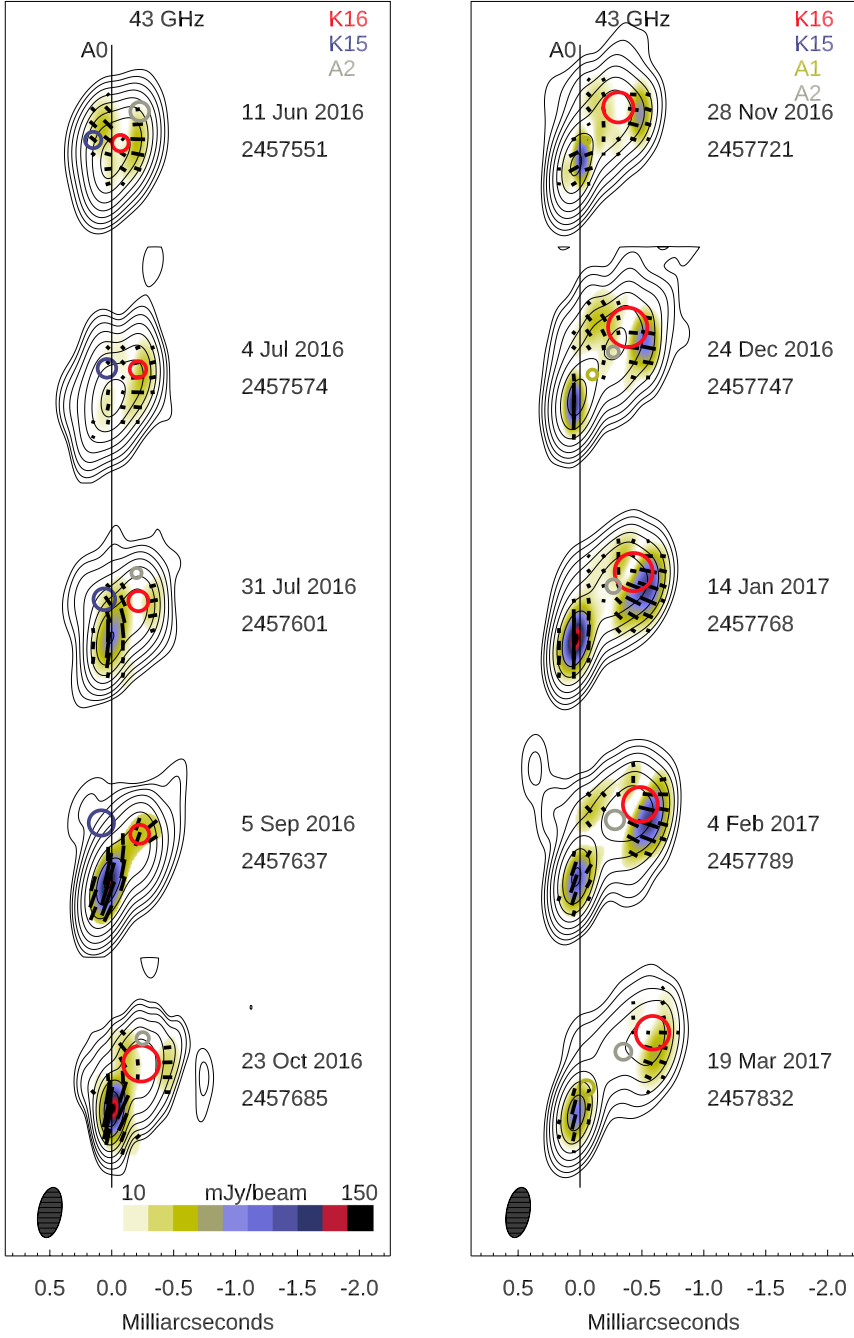 43 GHz
K16
K15
A2
A0
11 Jun 2016
2457551
4 Jul 2016
2457574
31 Jul 2016
2457601
5 Sep 2016
2457637
23 Oct 2016
2457685
10 mJy/beam 150
0.5 0.0 -0.5 -1.0 -1.5 -2.0
Milliarcseconds
43 GHz
K16
K15
A1
A2
A0
28 Nov 2016
2457721
24 Dec 2016
2457747
14 Jan 2017
2457768
4 Feb 2017
2457789
19 Mar 2017
2457832
0.5 0.0 -0.5 -1.0 -1.5 -2.0
Milliarcseconds